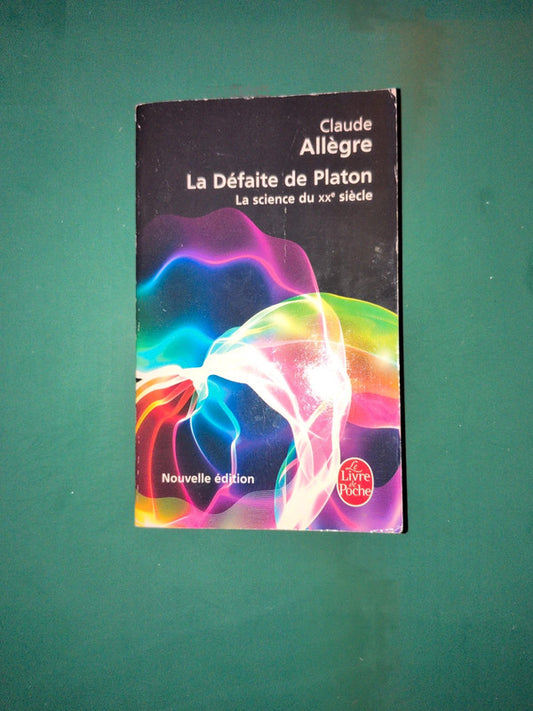 Claude
Allègre
La Défaite de Platon
La science du XXe siècle
Nouvelle édition
Le
Livre
de
Poche